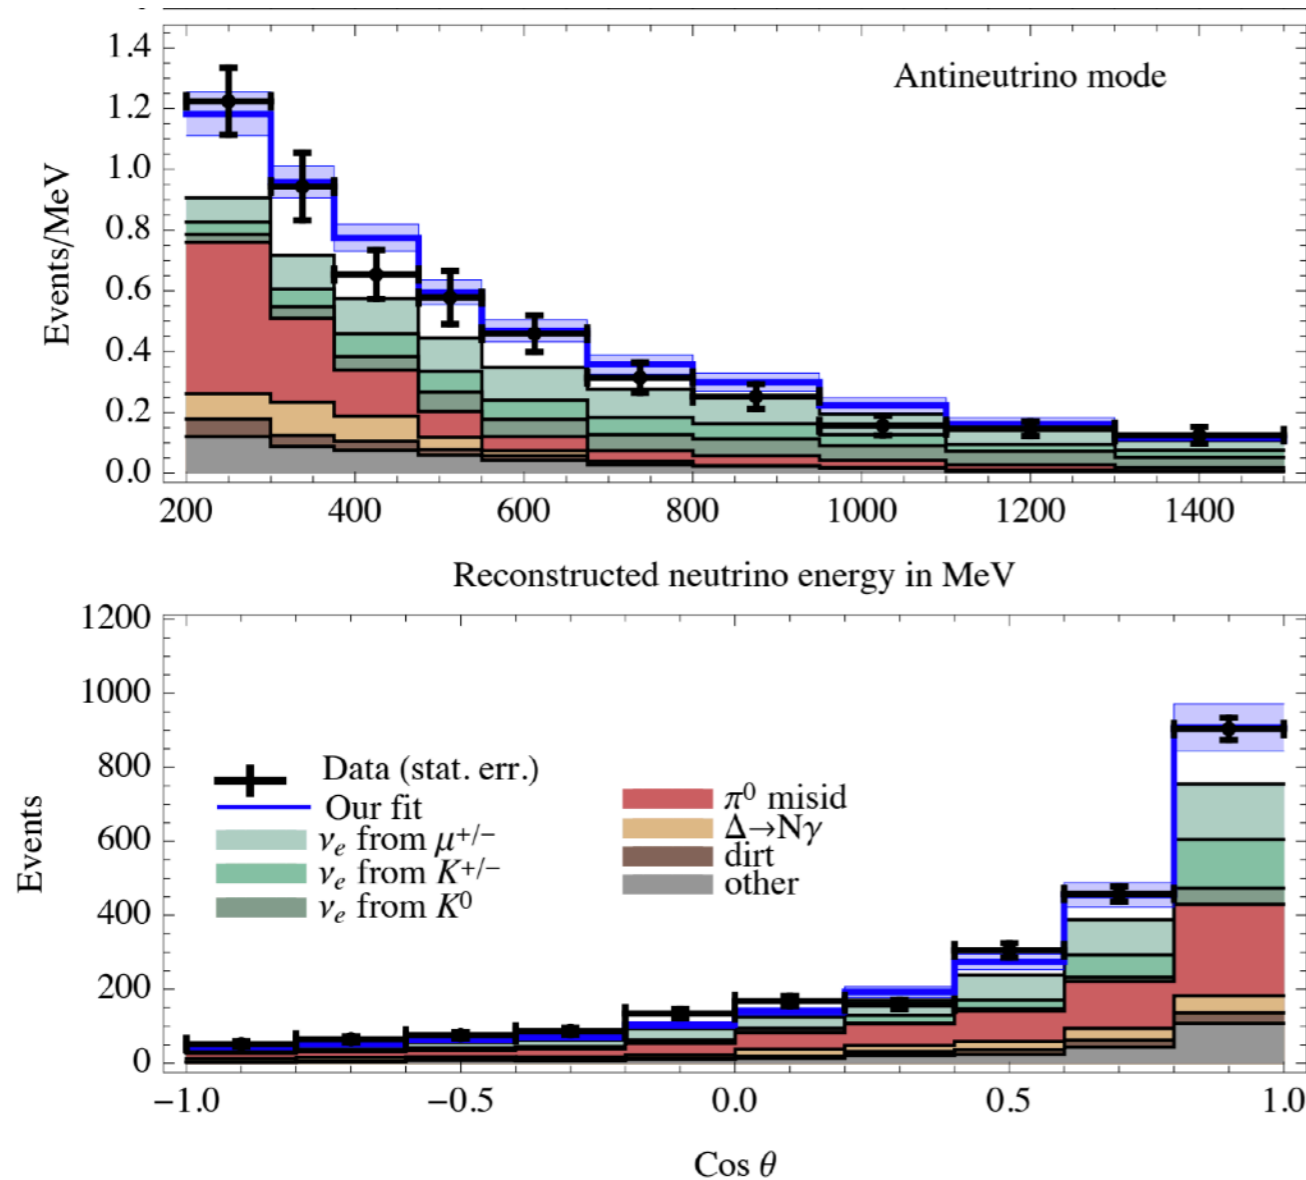 Antineutrino mode
Events/MeV
1.4
1.2
1.0
0.8
0.6
0.4
0.2
0.0
200 400 600 800 1000 1200 1400
Reconstructed neutrino energy in MeV
Events
1200
1000
800
600
400
200
0
Data (stat. err.)
Our fit
νe from μ+/−
νe from K+/−
νe from K0
π0 misid
Δ→Nγ
dirt
other
−1.0 −0.5 0.0 0.5 1.0
Cos θ